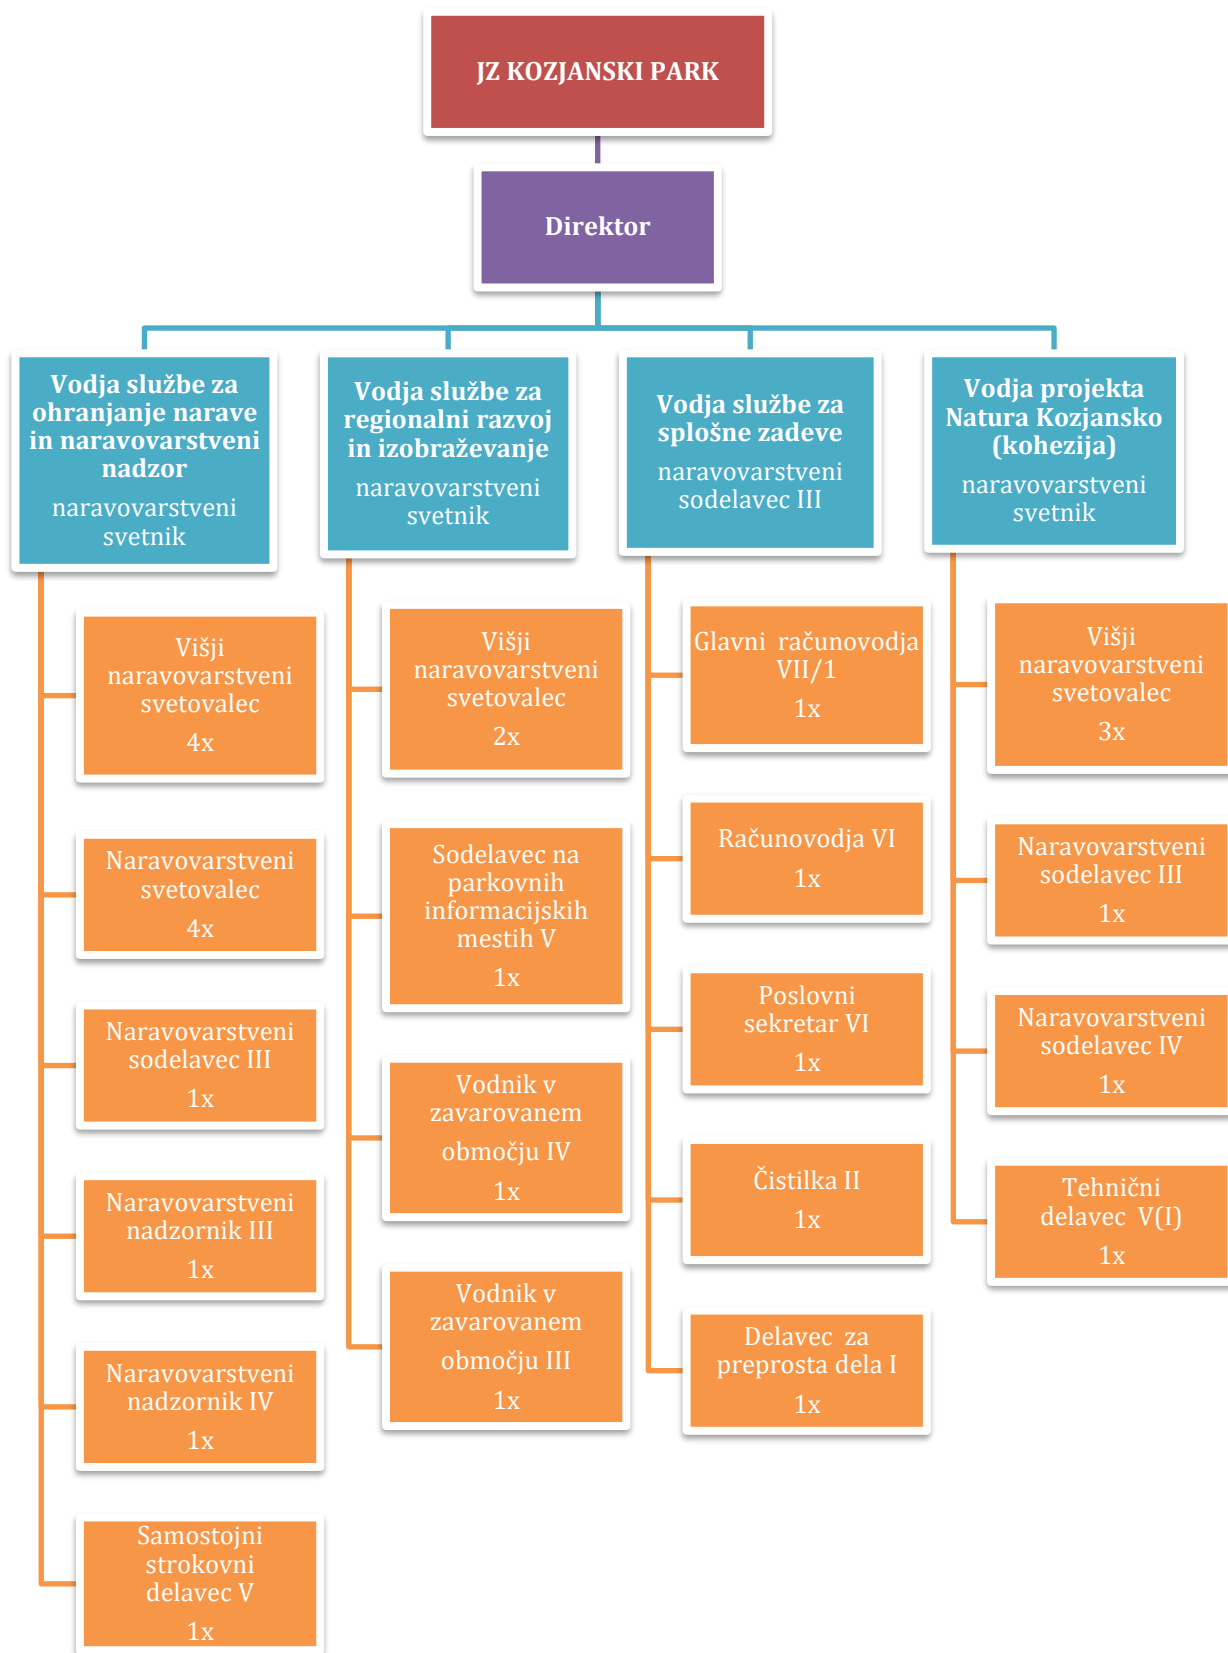 JZ KOZJANSKI PARK
Direktor
Vodja službe za
ohranjanje narave
in naravovarstveni
nadzor
naravovarstveni
svetnik
Višji
naravovarstveni
svetovalec
4x
Naravovarstveni
svetovalec
4x
Naravovarstveni
sodelavec III
1x
Naravovarstveni
nadzornik III
1x
Naravovarstveni
nadzornik IV
1x
Samostojni
strokovni
delavec V
1x
Vodja službe za
regionalni razvoj
in izobraževanje
naravovarstveni
svetnik
Višji
naravovarstveni
svetovalec
2x
Sodelavec na
parkovnih
informacijskih
mestih V
1x
Vodnik v
zavarovanem
območju IV
1x
Vodnik v
zavarovanem
območju III
1x
Vodja službe za
splošne zadeve
naravovarstveni
sodelavec III
Glavni računovodja
VII/1
1x
Računovodja VI
1x
Poslovni
sekretar VI
1x
Čistilka II
1x
Delavec za
preprosta dela I
1x
Vodja projekta
Natura Kozjansko
(kohezija)
naravovarstveni
svetnik
Višji
naravovarstveni
svetovalec
3x
Naravovarstveni
sodelavec III
1x
Naravovarstveni
sodelavec IV
1x
Tehnični
delavec V(I)
1x